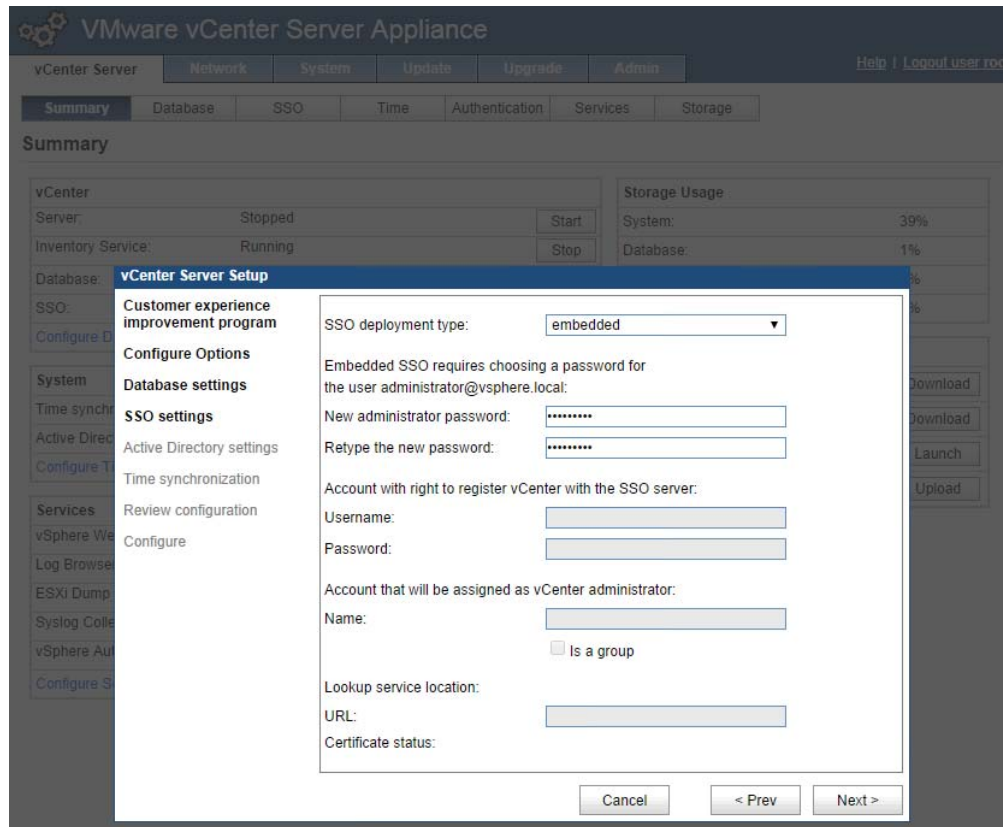 VMware vCenter Server Appliance
vCenter Server Network System Update Upgrade Admin Help | Logout user roo
Summary Database SSO Time Authentication Services Storage
Summary
vCenter
Server: Stopped Start
Inventory Service: Running Stop
Database:
SSO:
Configure D
Storage Usage
System: 39%
Database: 1%
%
%
System
Time synchr
Active Direc
Configure Ti
Download
Download
Launch
Upload
Services
vSphere We
Log Browse
ESXi Dump
Syslog Colle
vSphere Aut
Configure S
vCenter Server Setup
Customer experience
improvement program
Configure Options
Database settings
SSO settings
Active Directory settings
Time synchronization
Review configuration
Configure
SSO deployment type: embedded
Embedded SSO requires choosing a password for
the user administrator@vsphere.local:
New administrator password: •••••••••
Retype the new password: •••••••••
Account with right to register vCenter with the SSO server:
Username:
Password:
Account that will be assigned as vCenter administrator:
Name:
Is a group
Lookup service location:
URL:
Certificate status:
Cancel < Prev Next >